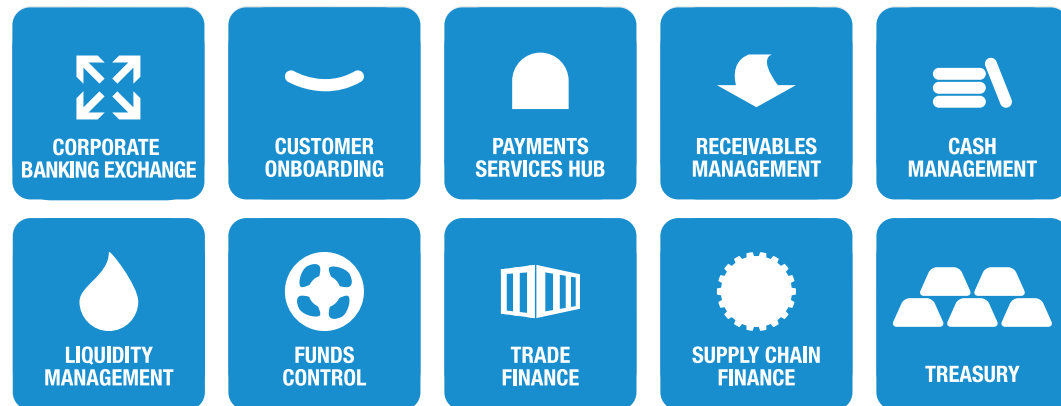 CORPORATE
BANKING EXCHANGE
CUSTOMER
ONBOARDING
PAYMENTS
SERVICES HUB
RECEIVABLES
MANAGEMENT
CASH
MANAGEMENT
LIQUIDITY
MANAGEMENT
FUNDS
CONTROL
TRADE
FINANCE
SUPPLY CHAIN
FINANCE
TREASURY